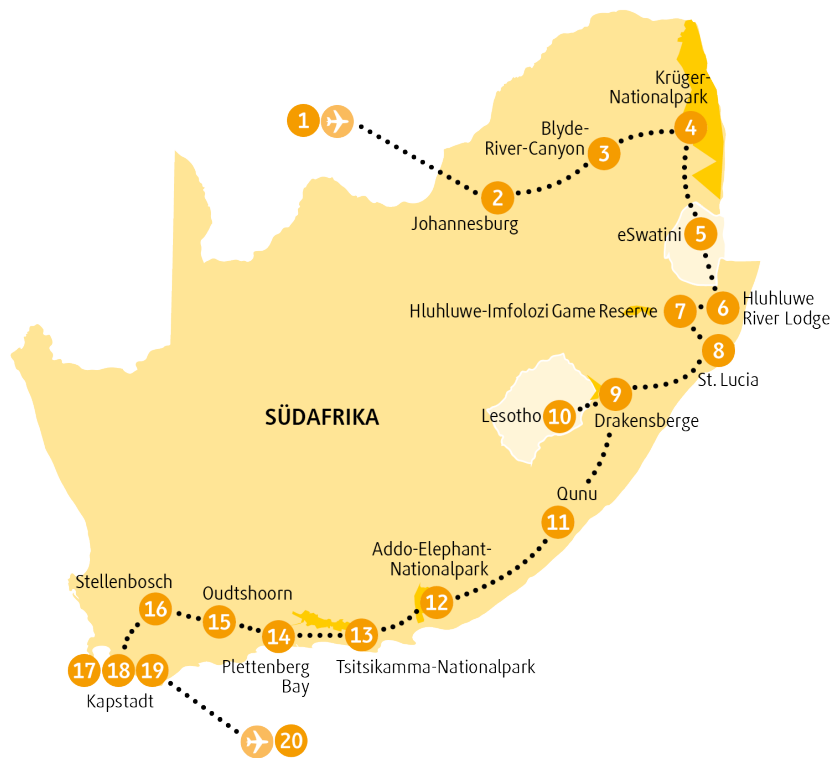 Krüger-
Nationalpark
1
4
Blyde-
River-Canyon
3
2
Johannesburg
eSwatini
5
Hluhluwe-Imfolozi Game Reserve
7
6
Hluhluwe
River Lodge
8
St. Lucia
9
Drakensberge
Lesotho
10
SÜDAFRIKA
Qunu
11
Addo-Elephant-
Nationalpark
12
Stellenbosch
16
Oudtshoorn
15
14
Plettenberg
Bay
13
Tsitsikamma-Nationalpark
17
18
19
Kapstadt
20